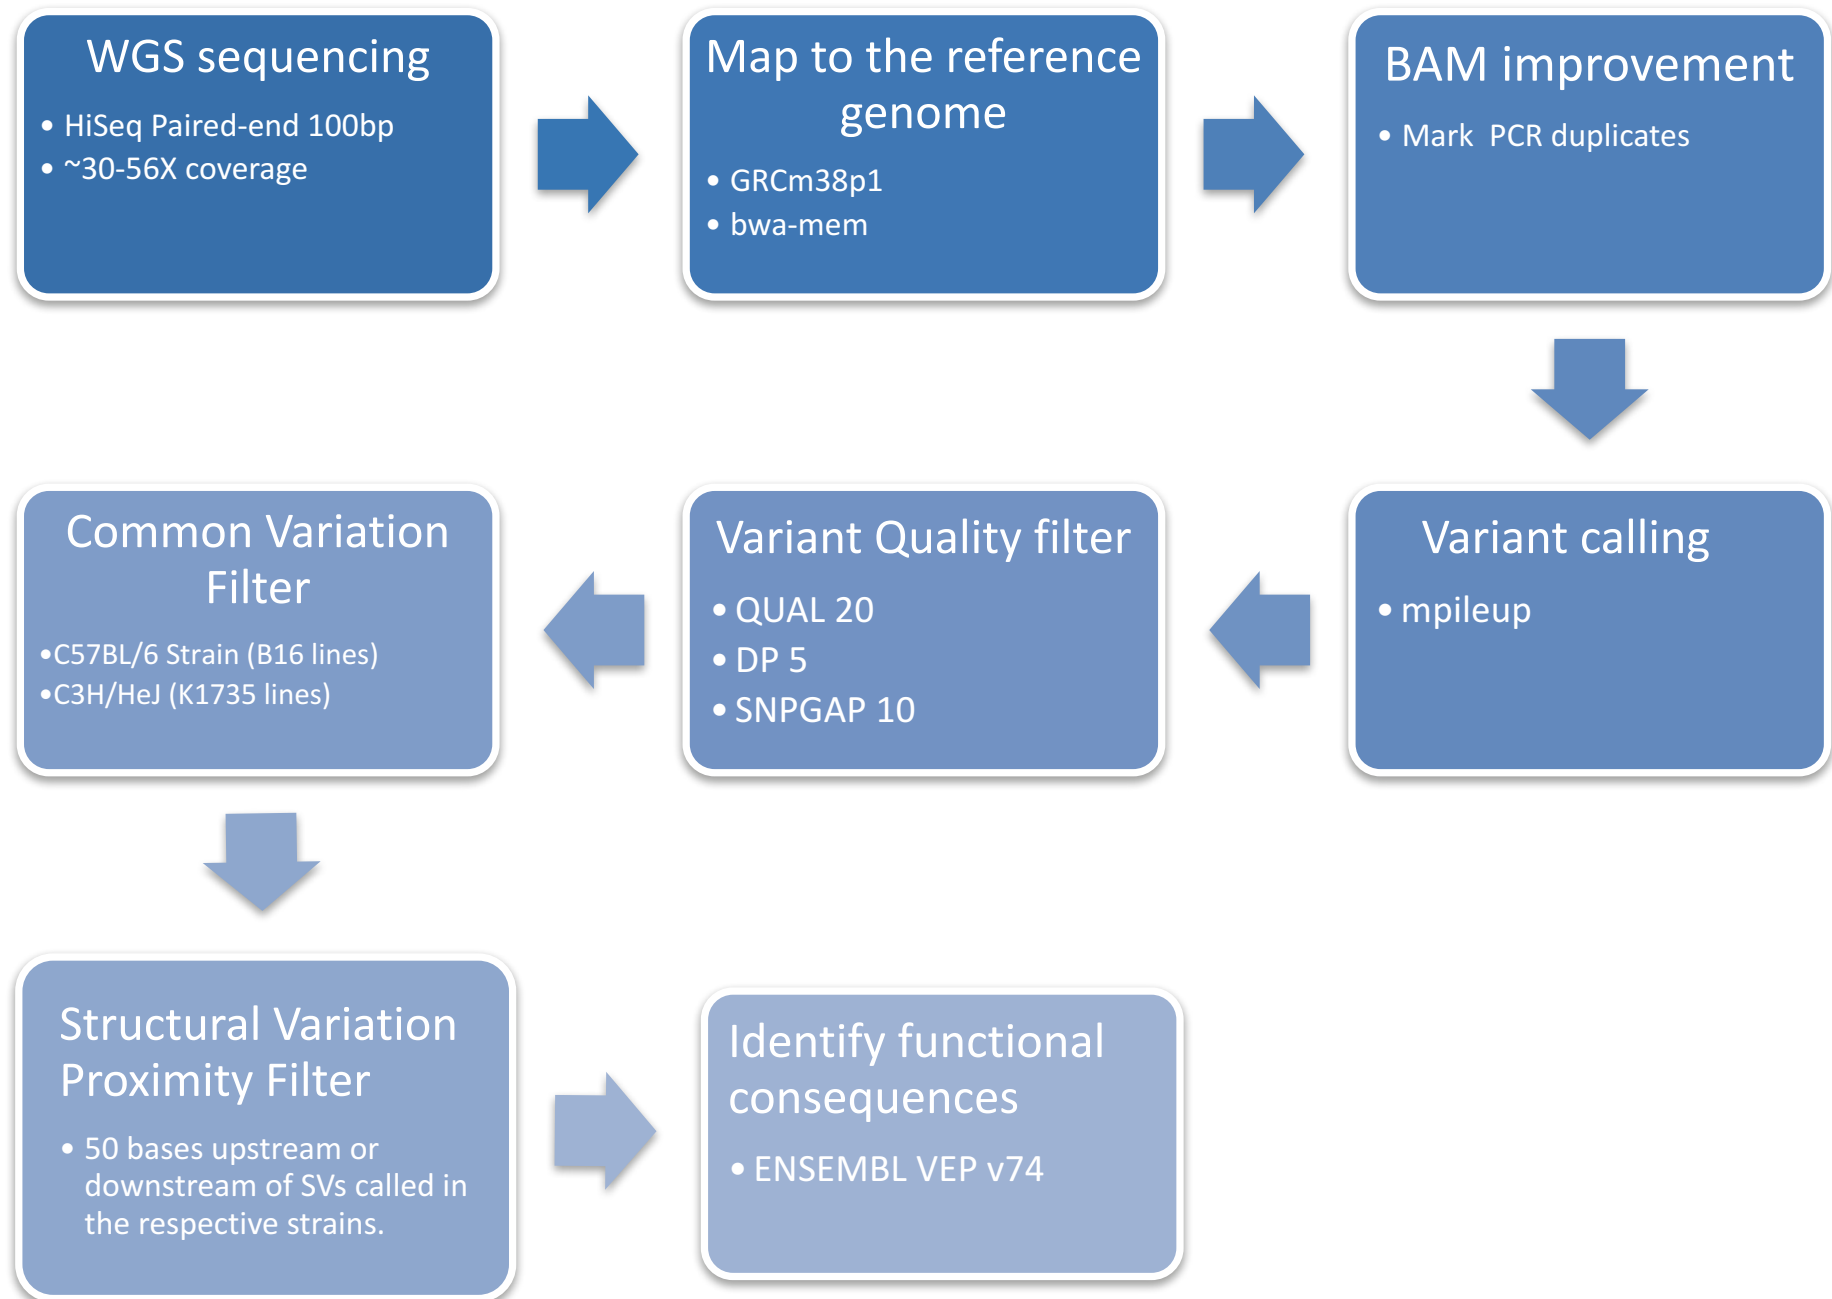 WGS sequencing
• HiSeq Paired-end 100bp
• ~30-56X coverage
Map to the reference
genome
• GRCm38p1
• bwa-mem
BAM improvement
• Mark  PCR duplicates
Variant calling
• mpileup
Variant Quality filter
• QUAL 20
• DP 5
• SNPGAP 10
Common Variation
Filter
•C57BL/6 Strain (B16 lines)
•C3H/HeJ (K1735 lines)
Structural Variation
Proximity Filter
• 50 bases upstream or
downstream of SVs called in
the respective strains.
Identify functional
consequences
• ENSEMBL VEP v74